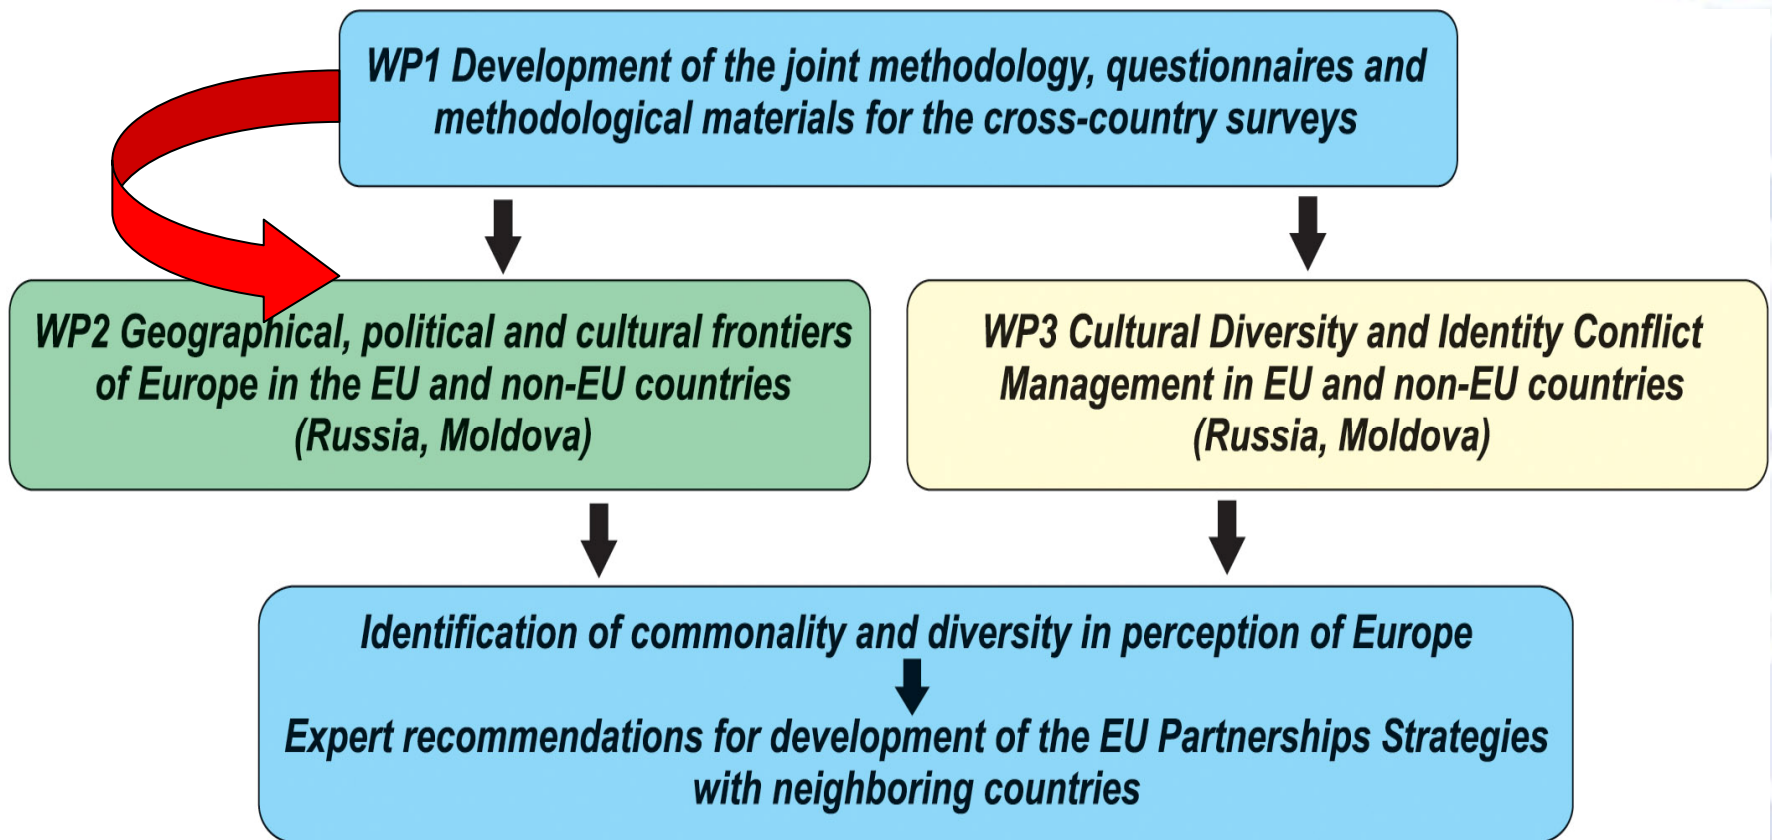 WP1 Development of the joint methodology, questionnaires and
methodological materials for the cross-country surveys
WP2 Geographical, political and cultural frontiers
of Europe in the EU and non-EU countries
(Russia, Moldova)
WP3 Cultural Diversity and Identity Conflict
Management in EU and non-EU countries
(Russia, Moldova)
Identification of commonality and diversity in perception of Europe
Expert recommendations for development of the EU Partnerships Strategies
with neighboring countries